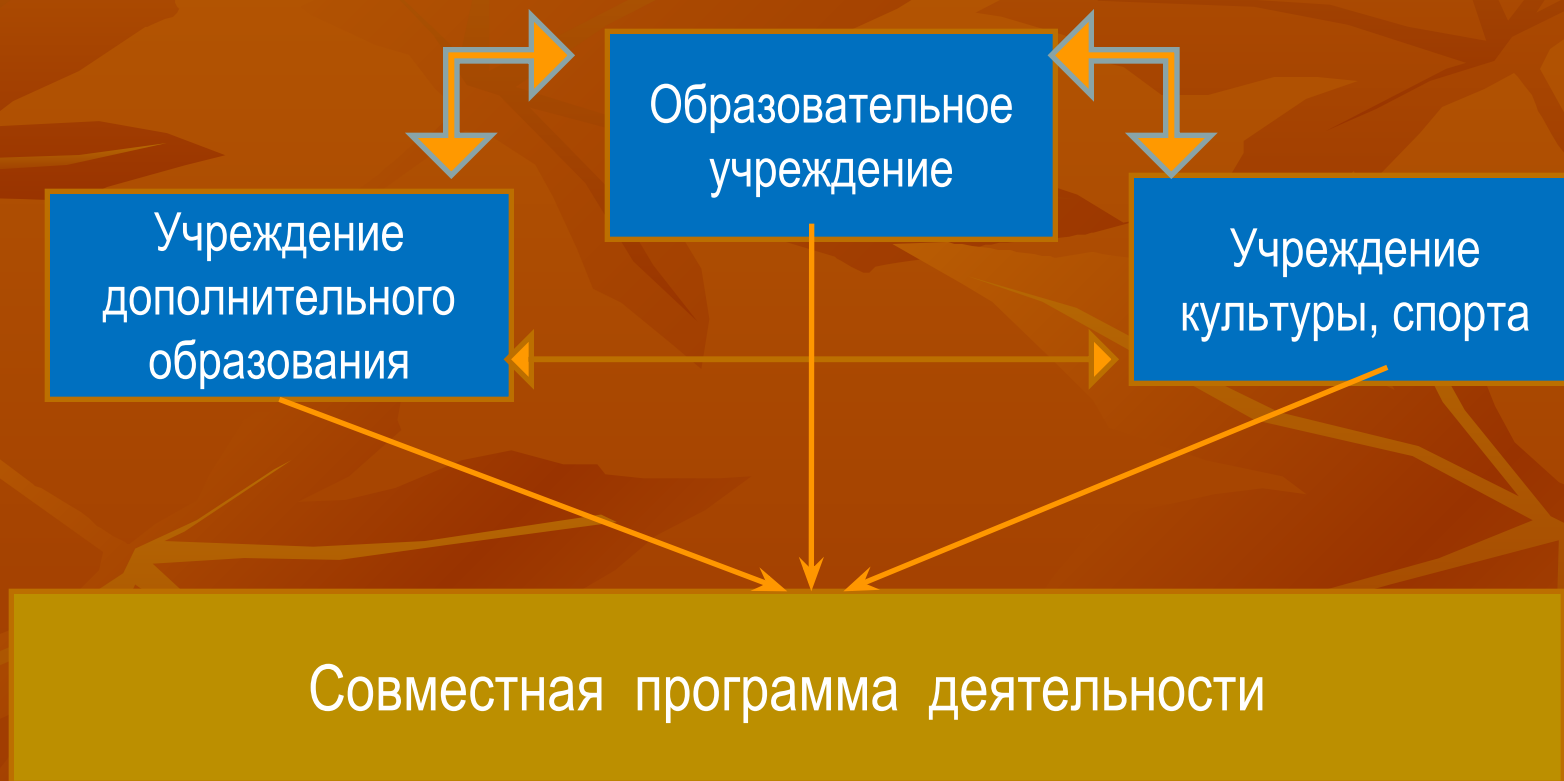 Образовательное
учреждение
Учреждение
дополнительного
образования
Учреждение
культуры, спорта
Совместная программа деятельности